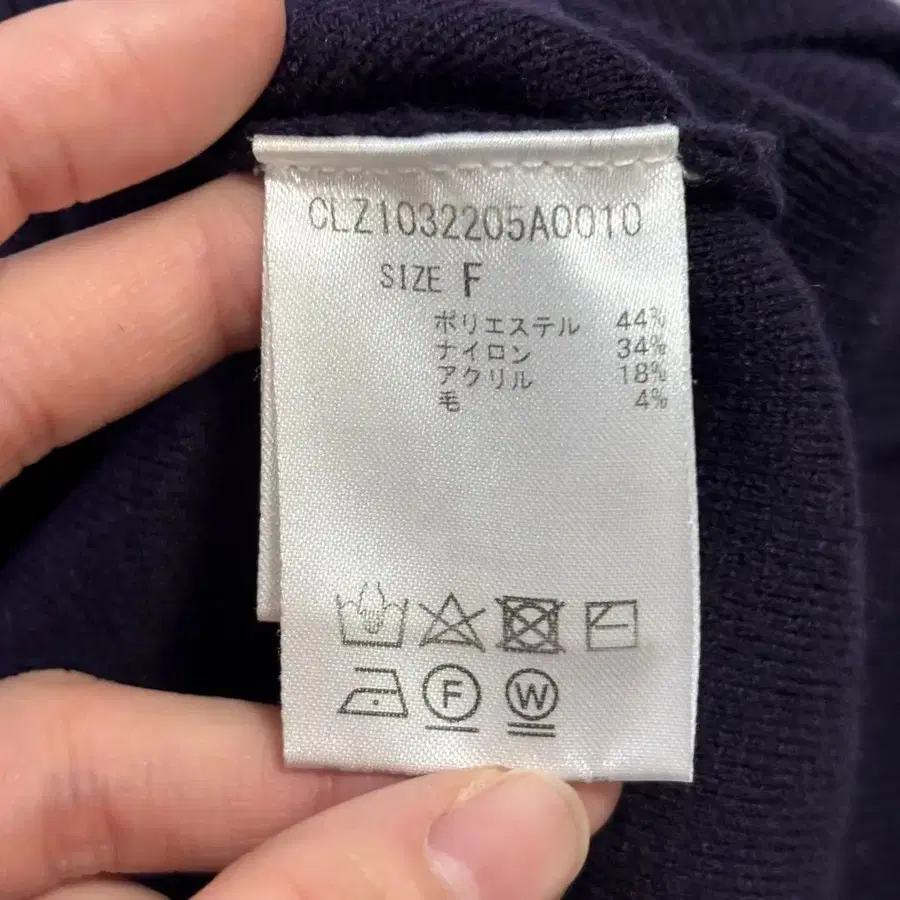 CLZ1032205A0010
SIZE F
ポリエステル 44%
ナイロン 34%
アクリル 18%
毛 4%
F W